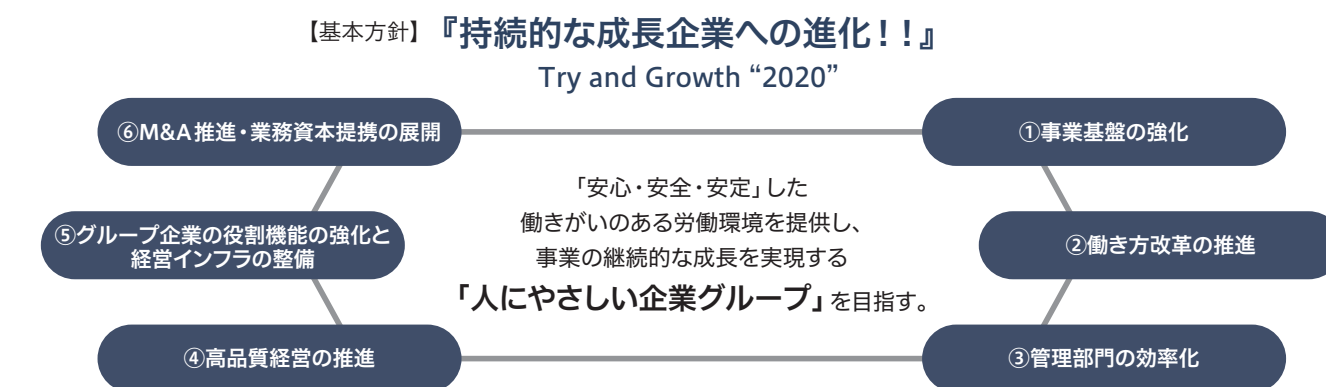 【基本方針】『持続的な成長企業への進化！！』
Try and Growth “2020”
⑥M&A推進・業務資本提携の展開
①事業基盤の強化
「安心・安全・安定」した
働きがいのある労働環境を提供し、
事業の継続的な成長を実現する
「人にやさしい企業グループ」を目指す。
⑤グループ企業の役割機能の強化と
経営インフラの整備
②働き方改革の推進
④高品質経営の推進
③管理部門の効率化